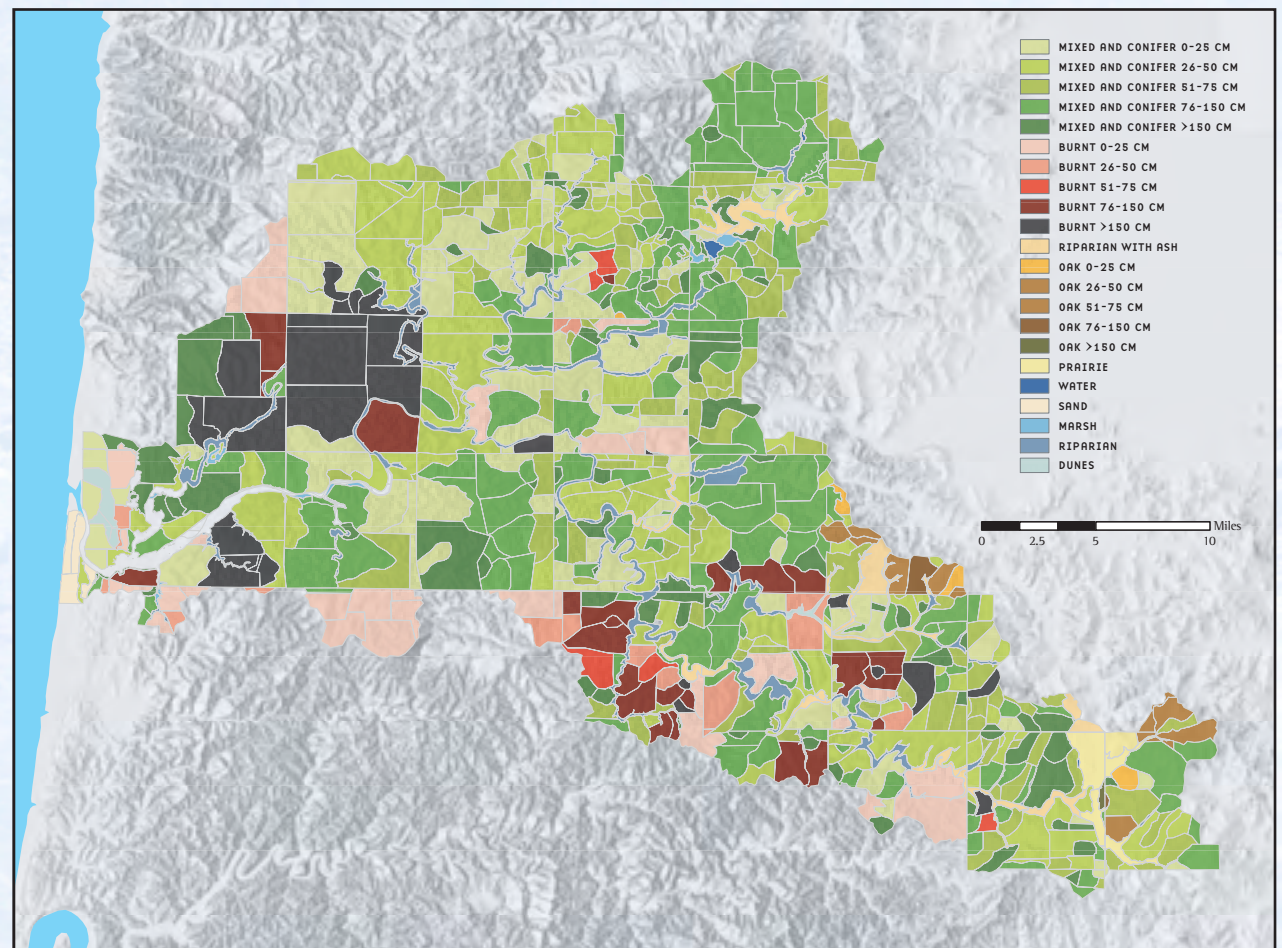 MIXED AND CONIFER 0-25 CM
MIXED AND CONIFER 26-50 CM
MIXED AND CONIFER 51-75 CM
MIXED AND CONIFER 76-150 CM
MIXED AND CONIFER >150 CM
BURNT 0-25 CM
BURNT 26-50 CM
BURNT 51-75 CM
BURNT 76-150 CM
BURNT >150 CM
RIPARIAN WITH ASH
OAK 0-25 CM
OAK 26-50 CM
OAK 51-75 CM
OAK 76-150 CM
OAK >150 CM
PRAIRIE
WATER
SAND
MARSH
RIPARIAN
DUNES
Miles
0 2.5 5 10